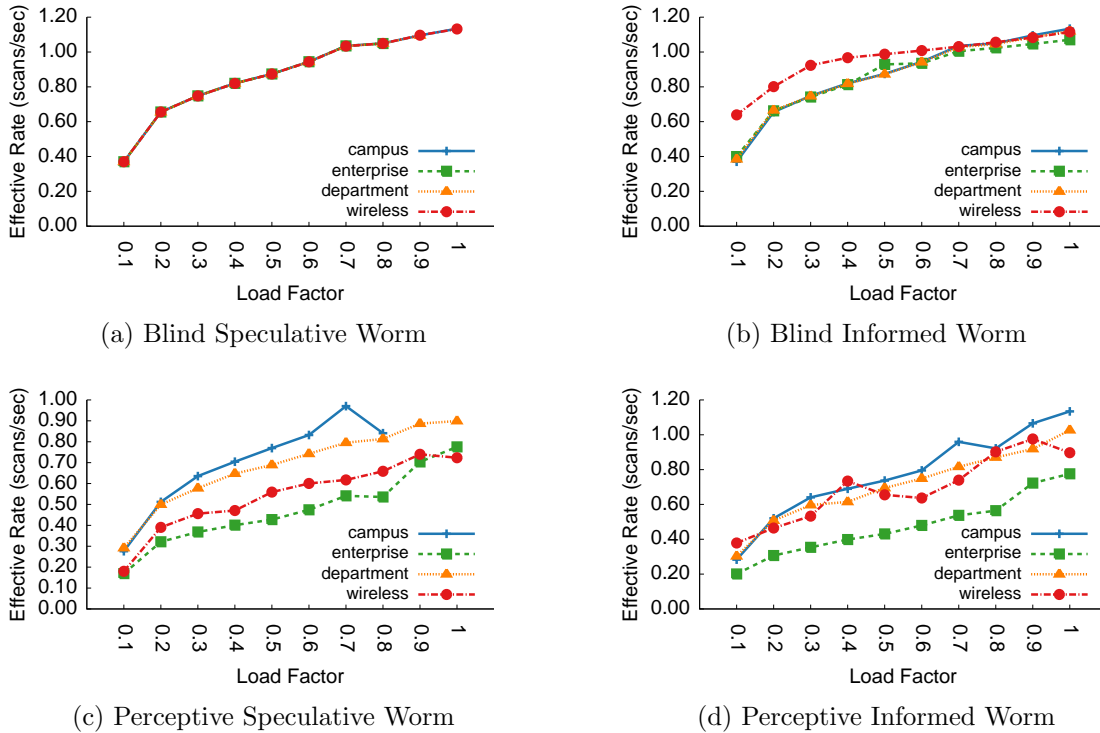 Effective Rate (scans/sec)
1.20
1.00
0.80
0.60
0.40
0.20
0.00
campus
enterprise
department
wireless
0.1 0.2 0.3 0.4 0.5 0.6 0.7 0.8 0.9 1
Load Factor
(a) Blind Speculative Worm
Effective Rate (scans/sec)
1.20
1.00
0.80
0.60
0.40
0.20
0.00
campus
enterprise
department
wireless
0.1 0.2 0.3 0.4 0.5 0.6 0.7 0.8 0.9 1
Load Factor
(b) Blind Informed Worm
Effective Rate (scans/sec)
1.00
0.90
0.80
0.70
0.60
0.50
0.40
0.30
0.20
0.10
0.00
campus
enterprise
department
wireless
0.1 0.2 0.3 0.4 0.5 0.6 0.7 0.8 0.9 1
Load Factor
(c) Perceptive Speculative Worm
Effective Rate (scans/sec)
1.20
1.00
0.80
0.60
0.40
0.20
0.00
campus
enterprise
department
wireless
0.1 0.2 0.3 0.4 0.5 0.6 0.7 0.8 0.9 1
Load Factor
(d) Perceptive Informed Worm